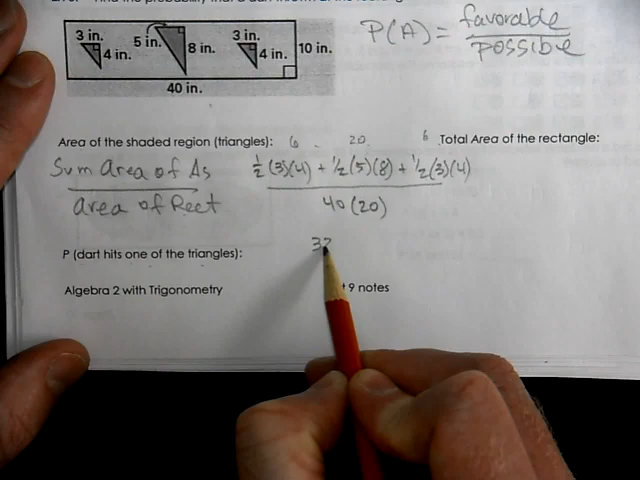 3 in. 4 in. 5 in. 8 in. 3 in. 4 in. 10 in.
40 in.
P(A) = favorable
possible
Area of the shaded region (triangles): 6 20 6 Total Area of the rectangle:
Sum Area of Δs ½(3)(4) + ½(5)(8) + ½(3)(4)
Area of Rect 40(20)
32
P (dart hits one of the triangles):
Algebra 2 with Trigonometry 9 notes